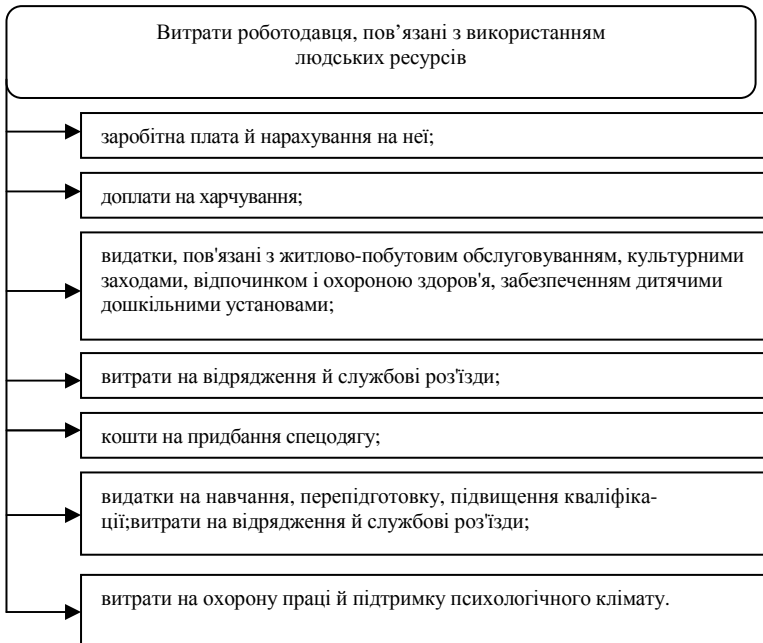 Витрати роботодавця, пов’язані з використанням
людських ресурсів
заробітна плата й нарахування на неї;
доплати на харчування;
видатки, пов'язані з житлово-побутовим обслуговуванням, культурними
заходами, відпочинком і охороною здоров'я, забезпеченням дитячими
дошкільними установами;
витрати на відрядження й службові роз'їзди;
кошти на придбання спецодягу;
видатки на навчання, перепідготовку, підвищення кваліфіка-
ції;витрати на відрядження й службові роз'їзди;
витрати на охорону праці й підтримку психологічного клімату.